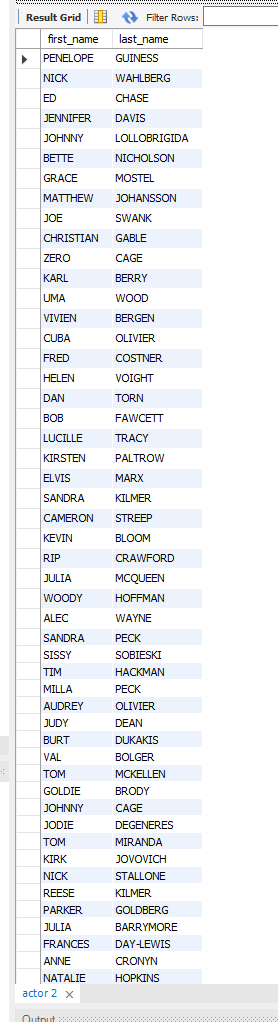 Result Grid Filter Rows:
first_name last_name
PENELOPE GUINESS
NICK WAHLBERG
ED CHASE
JENNIFER DAVIS
JOHNNY LOLLOBRIGIDA
BETTE NICHOLSON
GRACE MOSTEL
MATTHEW JOHANSSON
JOE SWANK
CHRISTIAN GABLE
ZERO CAGE
KARL BERRY
UMA WOOD
VIVIEN BERGEN
CUBA OLIVIER
FRED COSTNER
HELEN VOIGHT
DAN TORN
BOB FAWCETT
LUCILLE TRACY
KIRSTEN PALTROW
ELVIS MARX
SANDRA KILMER
CAMERON STREEP
KEVIN BLOOM
RIP CRAWFORD
JULIA MCQUEEN
WOODY HOFFMAN
ALEC WAYNE
SANDRA PECK
SISSY SOBIESKI
TIM HACKMAN
MILLA PECK
AUDREY OLIVIER
JUDY DEAN
BURT DUKAKIS
VAL BOLGER
TOM MCKELLEN
GOLDIE BRODY
JOHNNY CAGE
JODIE DEGENERES
TOM MIRANDA
KIRK JOVOVICH
NICK STALLONE
REESE KILMER
PARKER GOLDBERG
JULIA BARRYMORE
FRANCES DAY-LEWIS
ANNE CRONYN
NATALIE HOPKINS
actor 2
Output